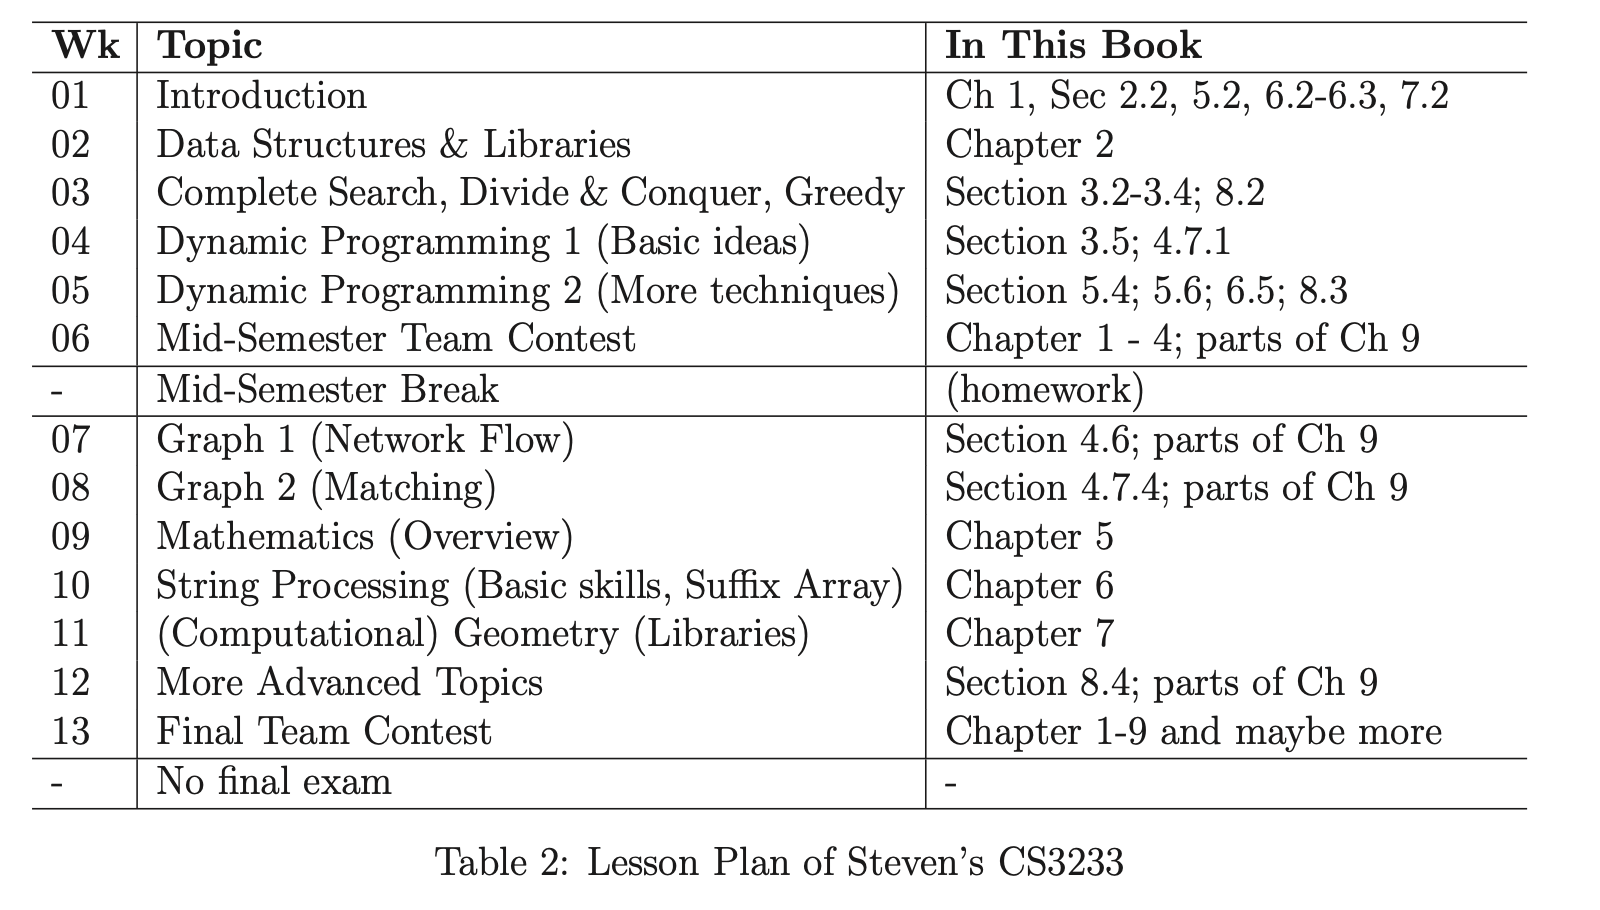 Wk Topic In This Book
01 Introduction Ch 1, Sec 2.2, 5.2, 6.2-6.3, 7.2
02 Data Structures & Libraries Chapter 2
03 Complete Search, Divide & Conquer, Greedy Section 3.2-3.4; 8.2
04 Dynamic Programming 1 (Basic ideas) Section 3.5; 4.7.1
05 Dynamic Programming 2 (More techniques) Section 5.4; 5.6; 6.5; 8.3
06 Mid-Semester Team Contest Chapter 1 - 4; parts of Ch 9
- Mid-Semester Break (homework)
07 Graph 1 (Network Flow) Section 4.6; parts of Ch 9
08 Graph 2 (Matching) Section 4.7.4; parts of Ch 9
09 Mathematics (Overview) Chapter 5
10 String Processing (Basic skills, Suffix Array) Chapter 6
11 (Computational) Geometry (Libraries) Chapter 7
12 More Advanced Topics Section 8.4; parts of Ch 9
13 Final Team Contest Chapter 1-9 and maybe more
- No final exam -
Table 2: Lesson Plan of Steven's CS3233